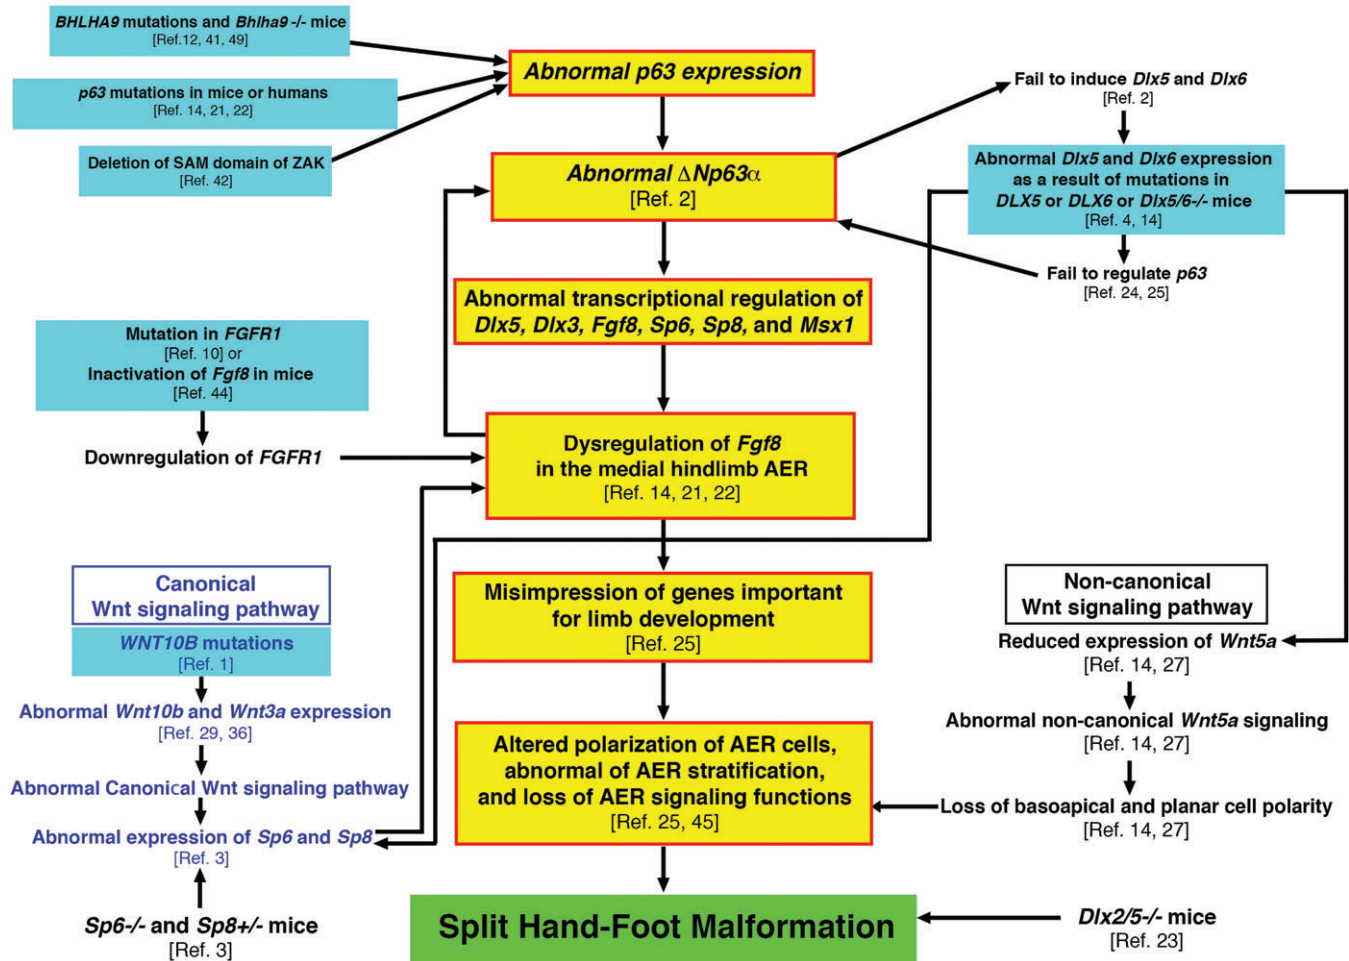 BHLHA9 mutations and Bhlha9 -/- mice
[Ref.12, 41, 49]
p63 mutations in mice or humans
[Ref. 14, 21, 22]
Deletion of SAM domain of ZAK
[Ref. 42]
Abnormal p63 expression
Abnormal ΔNp63α
[Ref. 2]
Fail to induce Dlx5 and Dlx6
[Ref. 2]
Abnormal Dlx5 and Dlx6 expression
as a result of mutations in
DLX5 or DLX6 or Dlx5/6-/- mice
[Ref. 4, 14]
Fail to regulate p63
[Ref. 24, 25]
Abnormal transcriptional regulation of
Dlx5, Dlx3, Fgf8, Sp6, Sp8, and Msx1
Mutation in FGFR1
[Ref. 10] or
Inactivation of Fgf8 in mice
[Ref. 44]
Downregulation of FGFR1
Dysregulation of Fgf8
in the medial hindlimb AER
[Ref. 14, 21, 22]
Canonical
Wnt signaling pathway
WNT10B mutations
[Ref. 1]
Abnormal Wnt10b and Wnt3a expression
[Ref. 29, 36]
Abnormal Canonical Wnt signaling pathway
Abnormal expression of Sp6 and Sp8
[Ref. 3]
Sp6-/- and Sp8+/- mice
[Ref. 3]
Misimpression of genes important
for limb development
[Ref. 25]
Altered polarization of AER cells,
abnormal of AER stratification,
and loss of AER signaling functions
[Ref. 25, 45]
Non-canonical
Wnt signaling pathway
Reduced expression of Wnt5a
[Ref. 14, 27]
Abnormal non-canonical Wnt5a signaling
[Ref. 14, 27]
Loss of basoapical and planar cell polarity
[Ref. 14, 27]
Split Hand-Foot Malformation
Dlx2/5-/- mice
[Ref. 23]